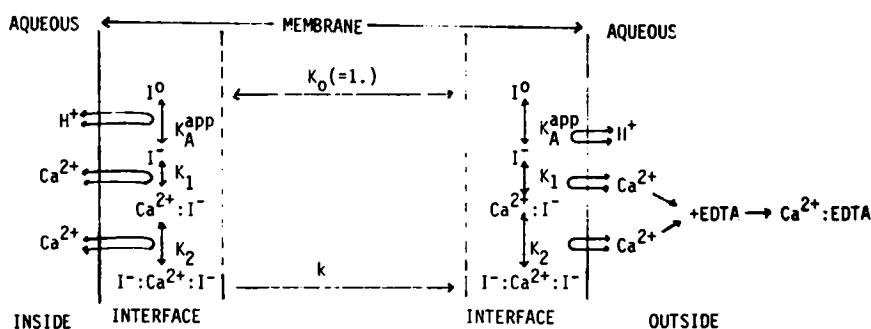 AQUEOUS MEMBRANE AQUEOUS
K₀(=1.)
I⁰ I⁰
H⁺ K_A^app K_A^app H⁺
I⁻ I⁻
Ca²⁺ K₁ K₁ Ca²⁺
Ca²⁺:I⁻ Ca²⁺:I⁻ +EDTA → Ca²⁺:EDTA
Ca²⁺ K₂ K₂ Ca²⁺
k
I⁻:Ca²⁺:I⁻ I⁻:Ca²⁺:I⁻
INSIDE INTERFACE INTERFACE OUTSIDE